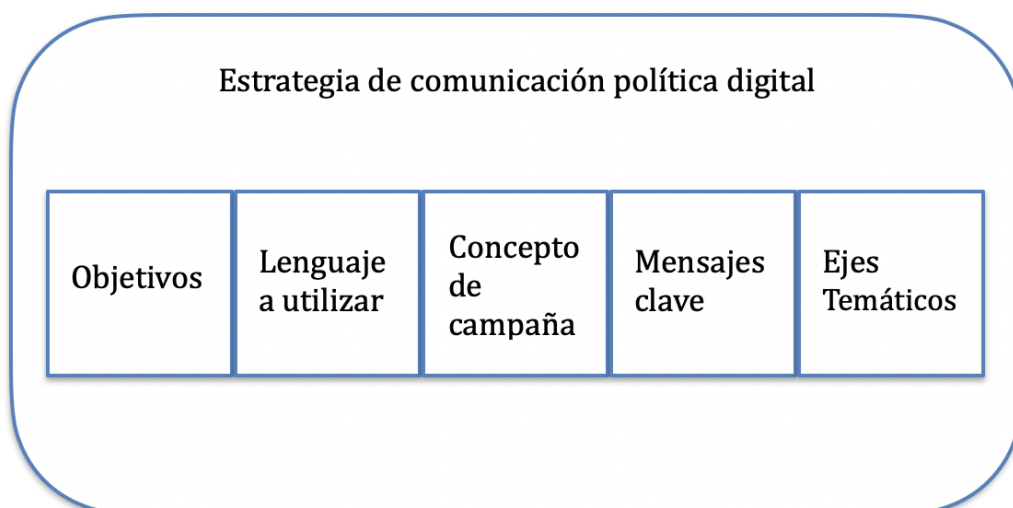 Estrategia de comunicación política digital
Objetivos
Lenguaje
a utilizar
Concepto
de
campaña
Mensajes
clave
Ejes
Temáticos